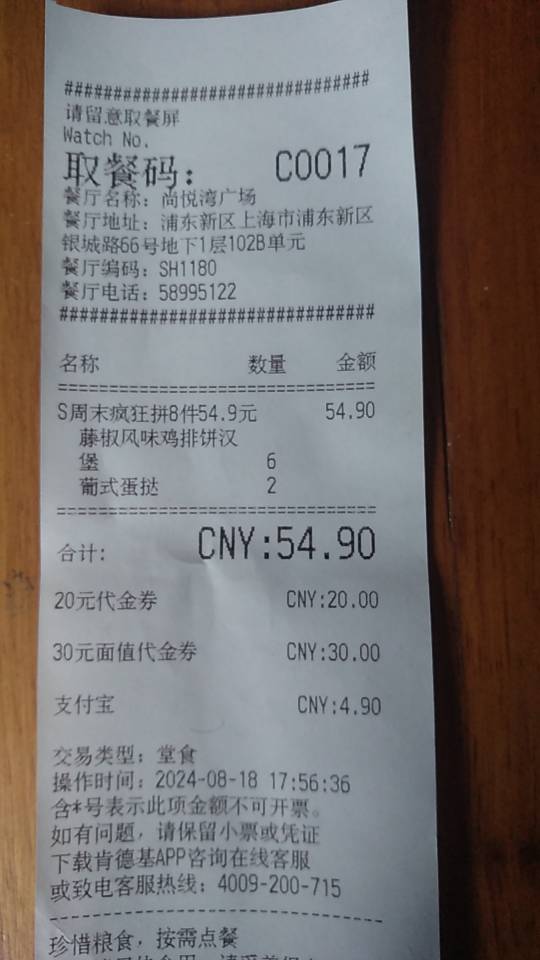 ################################
请留意取餐屏
Watch No.
取餐码: C0017
餐厅名称: 尚悦湾广场
餐厅地址: 浦东新区上海市浦东新区
银城路66号地下1层102B单元
餐厅编码: SH1180
餐厅电话: 58995122
################################
名称 数量 金额
================================
S周末疯狂拼8件54.9元 54.90
藤椒风味鸡排饼汉
堡 6
葡式蛋挞 2
================================
合计: CNY:54.90
20元代金券 CNY:20.00
30元面值代金券 CNY:30.00
支付宝 CNY:4.90
交易类型: 堂食
操作时间: 2024-08-18 17:56:36
含*号表示此项金额不可开票。
如有问题, 请保留小票或凭证
下载肯德基APP咨询在线客服
或致电客服热线: 4009-200-715
--------------------------------
珍惜粮食, 按需点餐